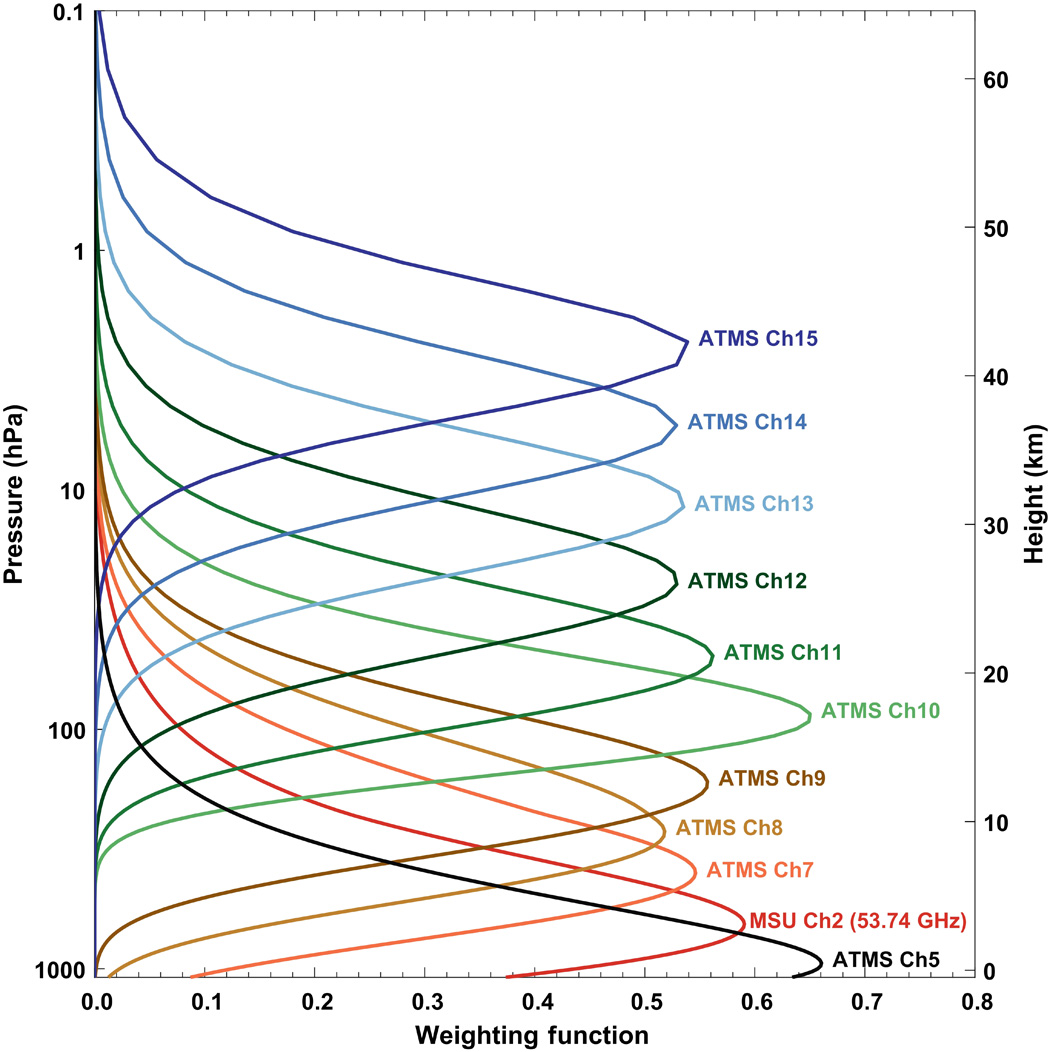 0.1
1
10
100
1000
Pressure (hPa)
60
50
40
30
20
10
0
Height (km)
ATMS Ch15
ATMS Ch14
ATMS Ch13
ATMS Ch12
ATMS Ch11
ATMS Ch10
ATMS Ch9
ATMS Ch8
ATMS Ch7
MSU Ch2 (53.74 GHz)
ATMS Ch5
0.0 0.1 0.2 0.3 0.4 0.5 0.6 0.7 0.8
Weighting function